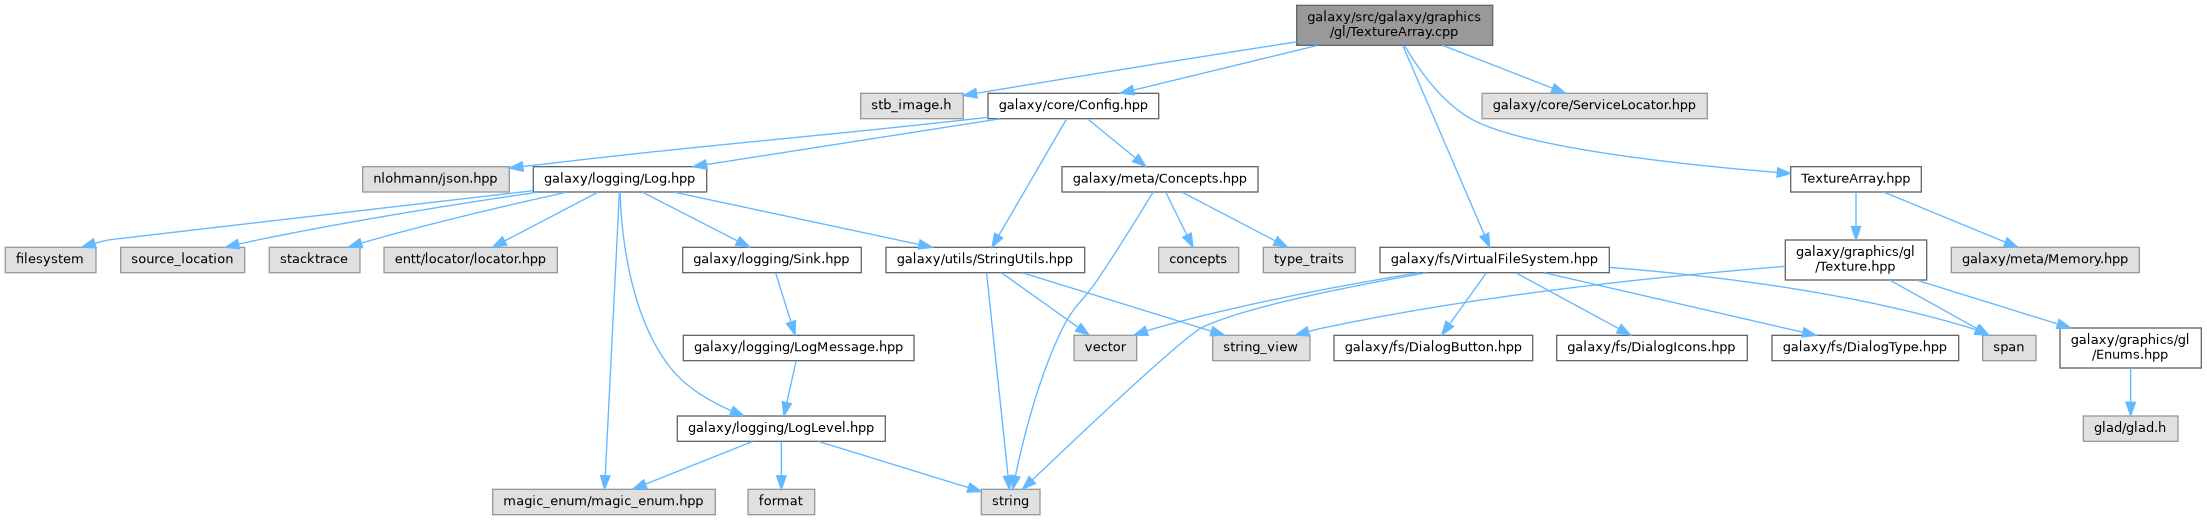 galaxy/src/galaxy/graphics
/gl/TextureArray.cpp
stb_image.h
galaxy/core/Config.hpp
galaxy/core/ServiceLocator.hpp
nlohmann/json.hpp
galaxy/logging/Log.hpp
galaxy/meta/Concepts.hpp
TextureArray.hpp
filesystem
source_location
stacktrace
entt/locator/locator.hpp
galaxy/logging/Sink.hpp
galaxy/utils/StringUtils.hpp
concepts
type_traits
galaxy/fs/VirtualFileSystem.hpp
galaxy/graphics/gl
/Texture.hpp
galaxy/meta/Memory.hpp
galaxy/logging/LogMessage.hpp
vector
string_view
galaxy/fs/DialogButton.hpp
galaxy/fs/DialogIcons.hpp
galaxy/fs/DialogType.hpp
span
galaxy/graphics/gl
/Enums.hpp
galaxy/logging/LogLevel.hpp
glad/glad.h
magic_enum/magic_enum.hpp
format
string